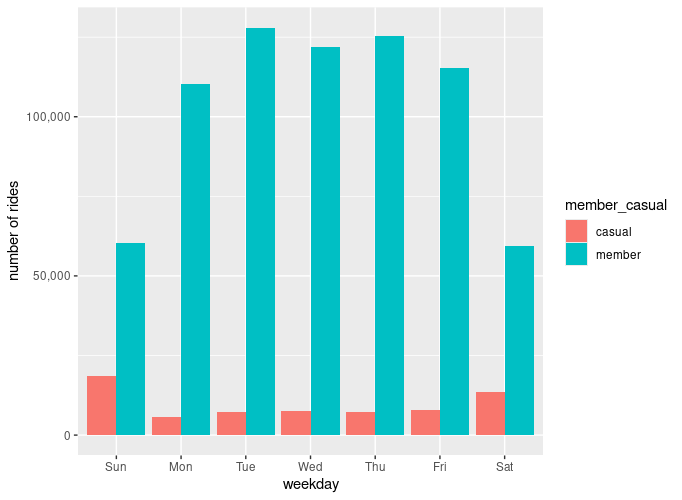 number of rides
100,000
50,000
0
Sun Mon Tue Wed Thu Fri Sat
weekday
member_casual
casual
member